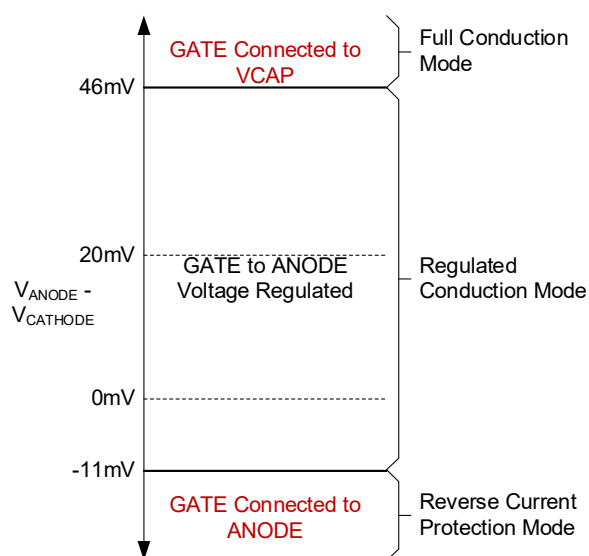 GATE Connected to
VCAP
Full Conduction
Mode
46mV
20mV
GATE to ANODE
Voltage Regulated
Regulated
Conduction Mode
VANODE -
VCATHODE
0mV
-11mV
GATE Connected to
ANODE
Reverse Current
Protection Mode